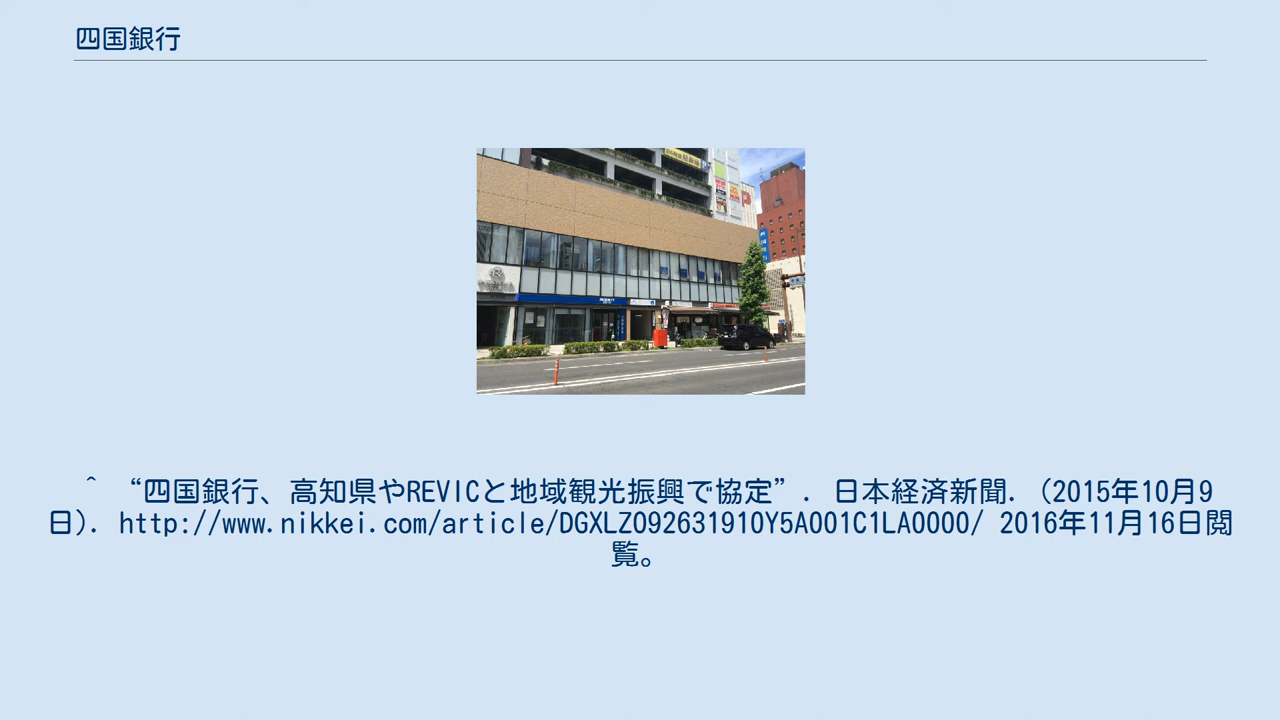 四国銀行
^ “四国銀行、高知県やREVICと地域観光振興で協定”. 日本経済新聞. (2015年10月9
日). http://www.nikkei.com/article/DGXLZO92631910Y5A001C1LA0000/ 2016年11月16日閲
覧。